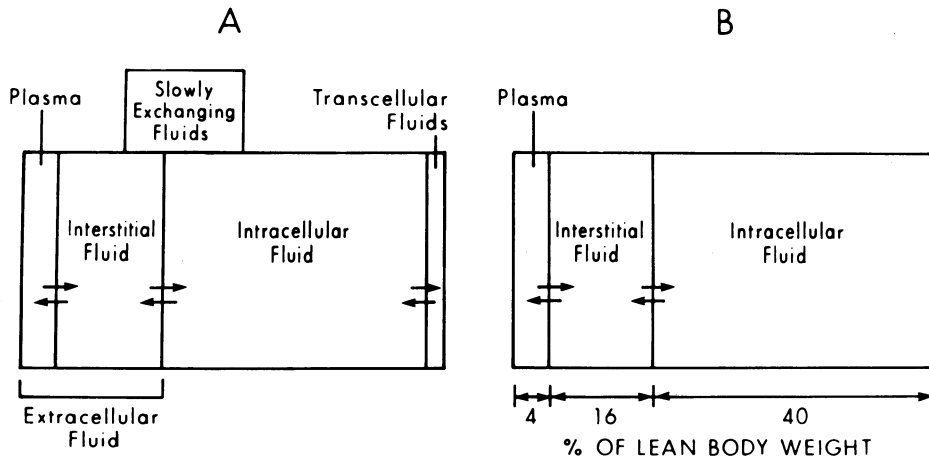 A
B
Plasma
Slowly
Exchanging
Fluids
Transcellular
Fluids
Plasma
Interstitial
Fluid
Intracellular
Fluid
Interstitial
Fluid
Intracellular
Fluid
Extracellular
Fluid
4 16 40
% OF LEAN BODY WEIGHT